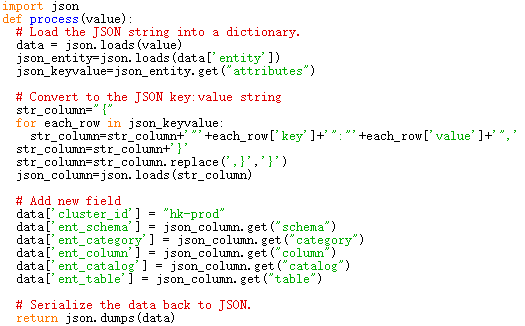 import json
def process(value):
  # Load the JSON string into a dictionary.
  data = json.loads(value)
  json_entity=json.loads(data['entity'])
  json_keyvalue=json_entity.get("attributes")

  # Convert to the JSON key:value string
  str_column="{"
  for each_row in json_keyvalue:
    str_column=str_column+'"'+each_row['key']+'":"'+each_row['value']+'",'
  str_column=str_column+'}'
  str_column=str_column.replace(',}','}')
  json_column=json.loads(str_column)

  # Add new field
  data['cluster_id'] = "hk-prod"
  data['ent_schema'] = json_column.get("schema")
  data['ent_category'] = json_column.get("category")
  data['ent_column'] = json_column.get("column")
  data['ent_catalog'] = json_column.get("catalog")
  data['ent_table'] = json_column.get("table")

  # Serialize the data back to JSON.
  return json.dumps(data)